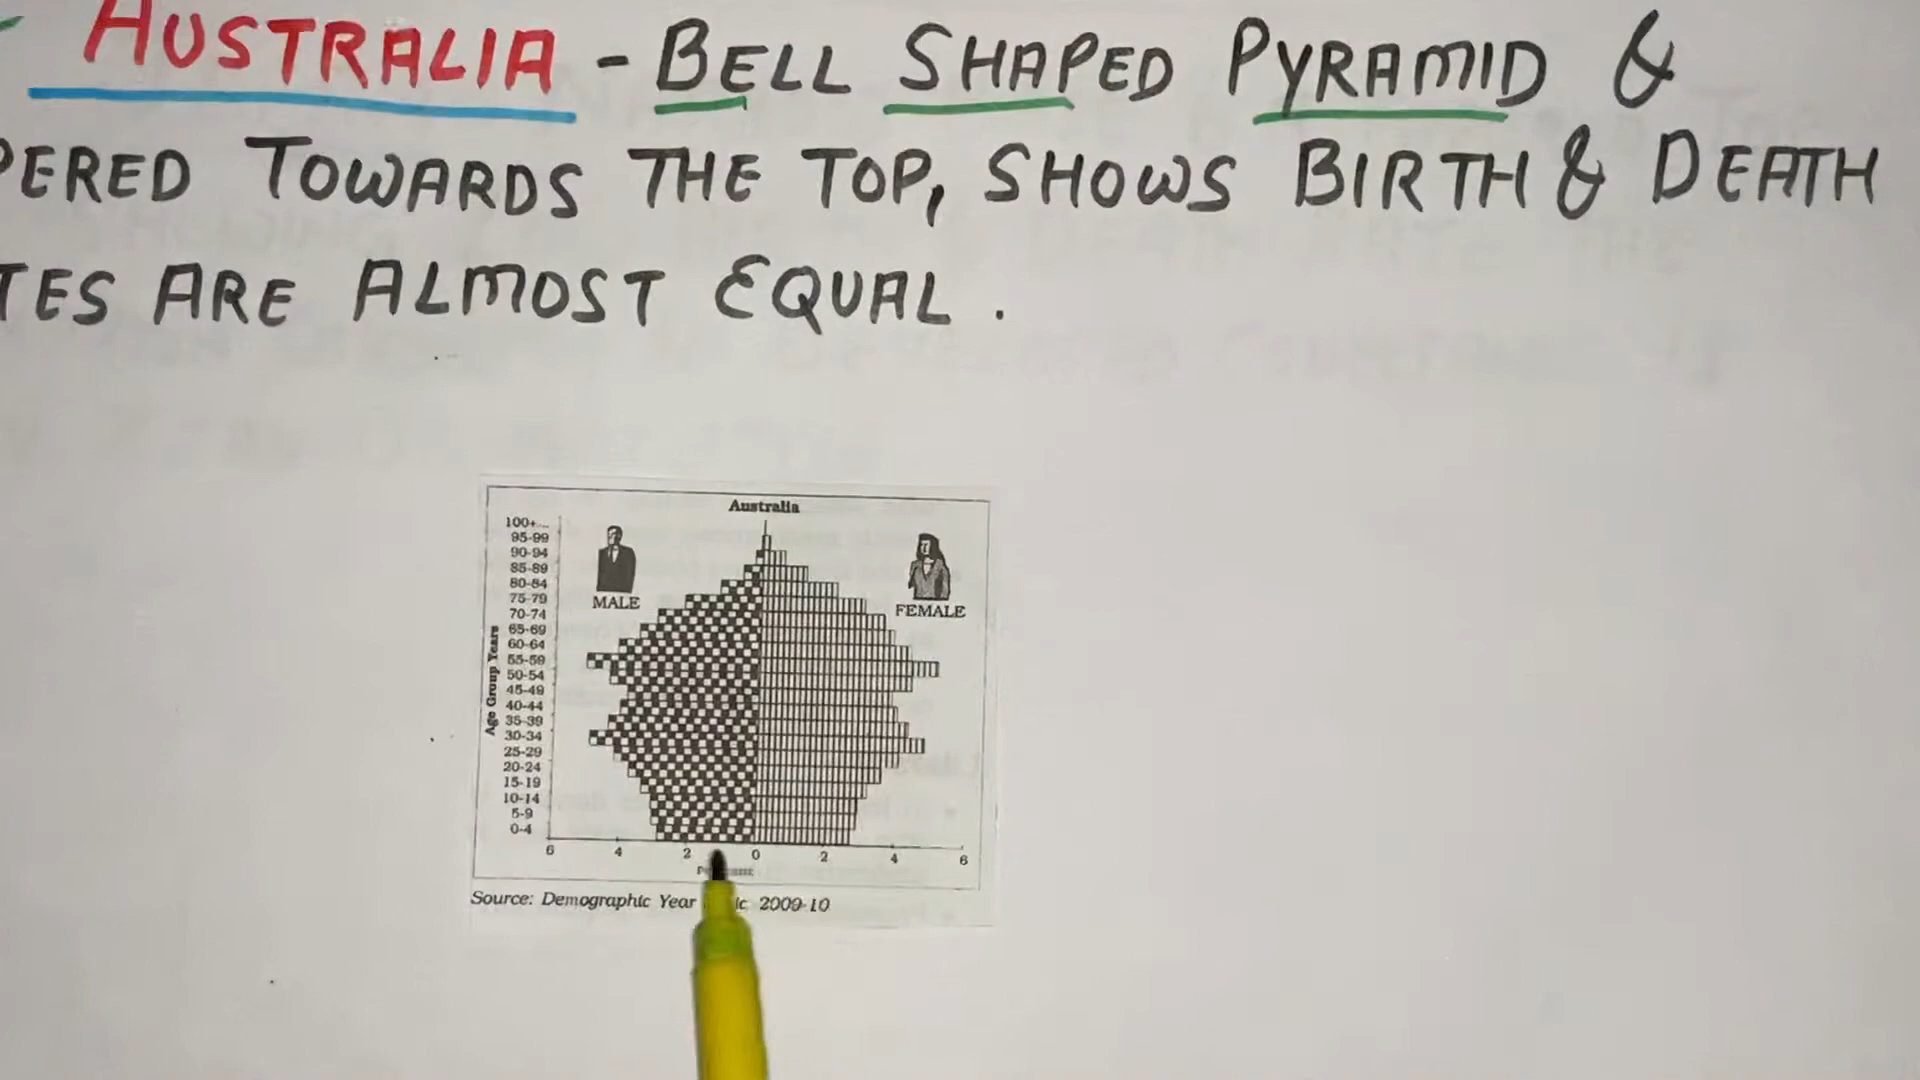 AUSTRALIA - BELL SHAPED PYRAMID &
PERED TOWARDS THE TOP, SHOWS BIRTH & DEATH
TES ARE ALMOST EQUAL.
Australia
100+
95-99
90-94
85-89
80-84
75-79
70-74
65-69
60-64
55-59
50-54
45-49
40-44
35-39
30-34
25-29
20-24
15-19
10-14
5-9
0-4
Age Group Years
MALE
FEMALE
6 4 2 0 2 4 6
Source: Demographic Year 2009-10